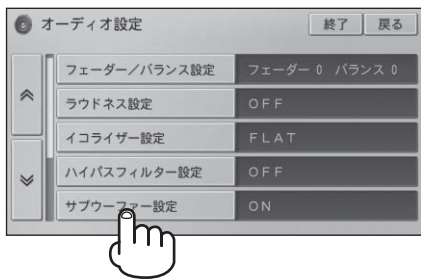 オーディオ設定 終了 戻る
フェーダー／バランス設定 フェーダー 0 バランス 0
ラウドネス設定 OFF
イコライザー設定 FLAT
ハイパスフィルター設定 OFF
サブウーファー設定 ON